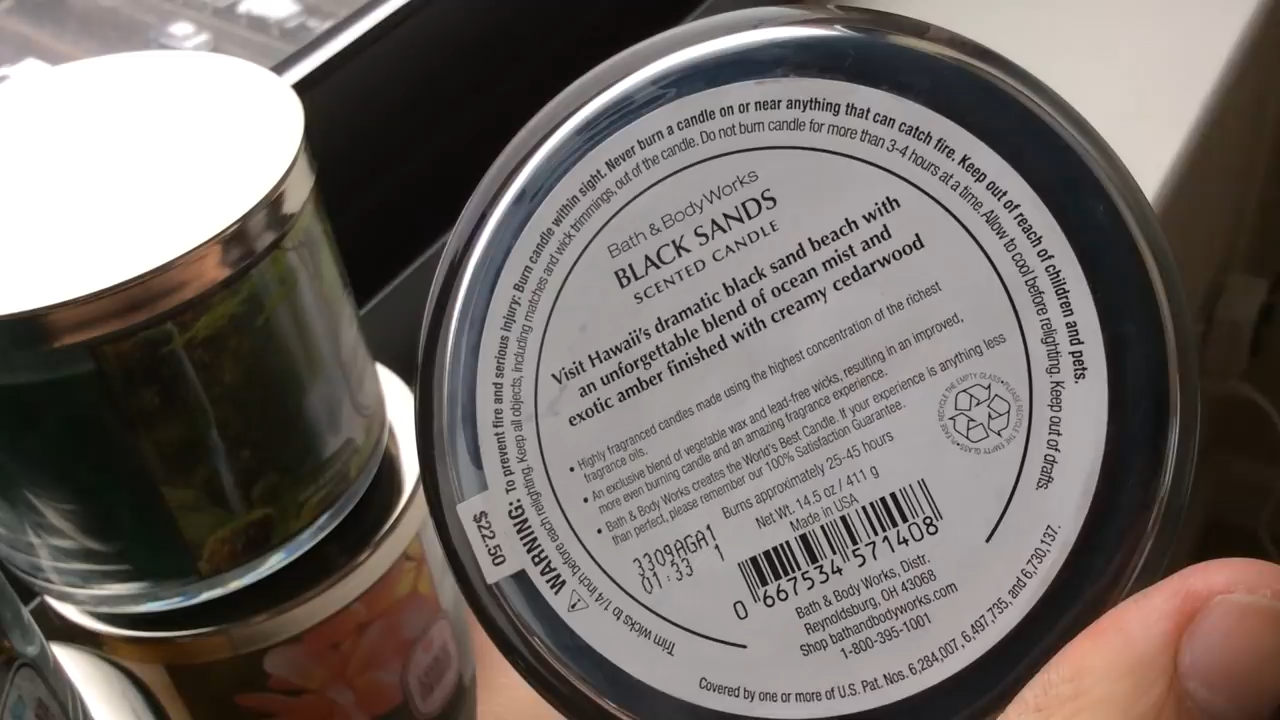 WARNING: To prevent fire and serious injury: Burn candle within sight. Never burn a candle on or near anything that can catch fire. Keep out of reach of children and pets.
Trim wicks to 1/4 inch before each relighting. Keep all objects, including matches and wick trimmings, out of the candle. Do not burn candle for more than 3-4 hours at a time. Allow to cool before relighting. Keep out of drafts.
Bath & Body Works
BLACK SANDS
SCENTED CANDLE
Visit Hawaii's dramatic black sand beach with
an unforgettable blend of ocean mist and
exotic amber finished with creamy cedarwood
• Highly fragranced candles made using the highest concentration of the richest
fragrance oils.
• An exclusive blend of vegetable wax and lead-free wicks, resulting in an improved,
more even burning candle and an amazing fragrance experience.
• Bath & Body Works creates the World's Best Candle. If your experience is anything less
than perfect, please remember our 100% Satisfaction Guarantee.
PLEASE RECYCLE THE EMPTY GLASS • PLEASE RECYCLE THE EMPTY GLASS •
Burns approximately 25-45 hours
Net Wt. 14.5 oz / 411 g
Made in USA
3309AGA1
01:33 1
$22.50
0 667534 571408
Bath & Body Works, Distr.
Reynoldsburg, OH 43068
Shop bathandbodyworks.com
1-800-395-1001
Covered by one or more of U.S. Pat. Nos. 6,284,007, 6,497,735, and 6,730,137.